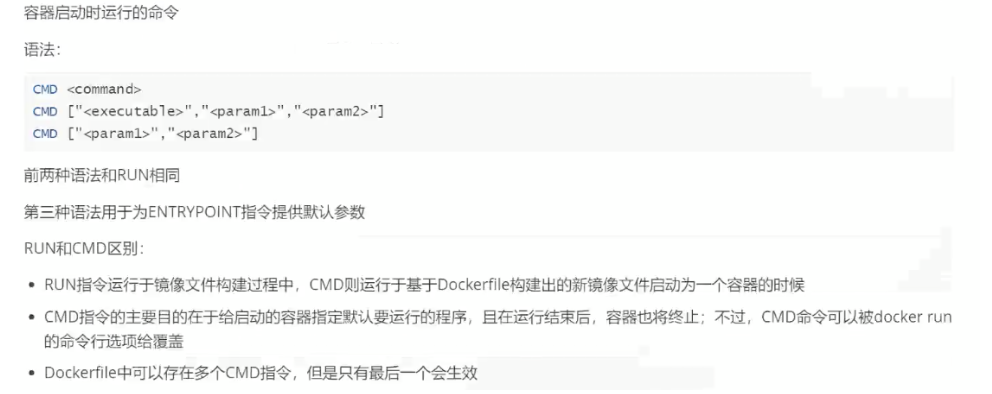 容器启动时运行的命令
语法：
CMD <command>
CMD ["<executable>","<param1>","<param2>"]
CMD ["<param1>","<param2>"]
前两种语法和RUN相同
第三种语法用于为ENTRYPOINT指令提供默认参数
RUN和CMD区别：
• RUN指令运行于镜像文件构建过程中，CMD则运行于基于Dockerfile构建出的新镜像文件启动为一个容器的时候
• CMD指令的主要目的在于给启动的容器指定默认要运行的程序，且在运行结束后，容器也将终止；不过，CMD命令可以被docker run
的命令行选项给覆盖
• Dockerfile中可以存在多个CMD指令，但是只有最后一个会生效